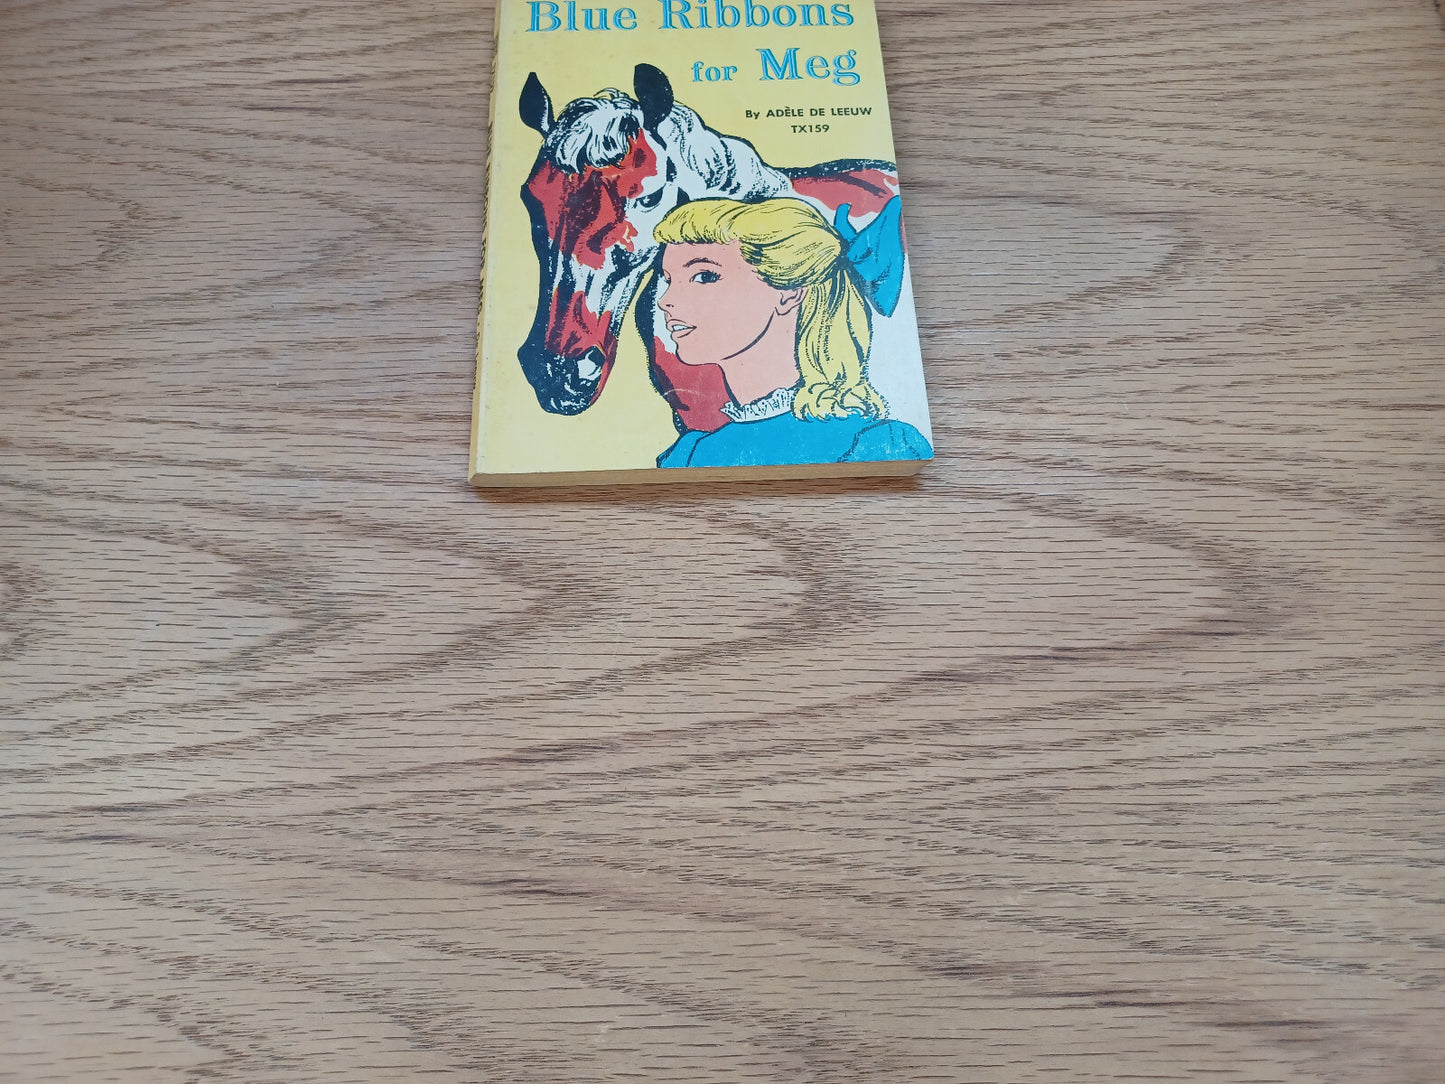 Blue Ribbons
for Meg
By ADÈLE DE LEEUW
TX159